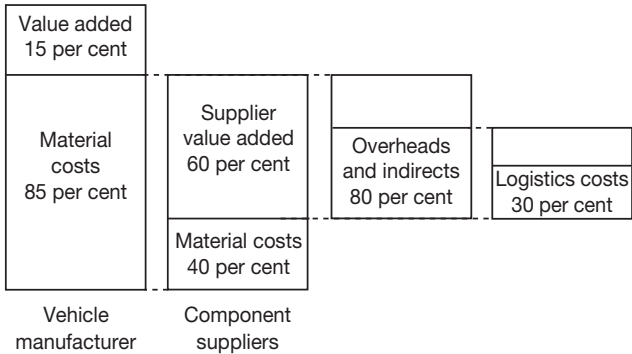 Value added
15 per cent
Material
costs
85 per cent
Supplier
value added
60 per cent
Material costs
40 per cent
Overheads
and indirects
80 per cent
Logistics costs
30 per cent
Vehicle
manufacturer
Component
suppliers